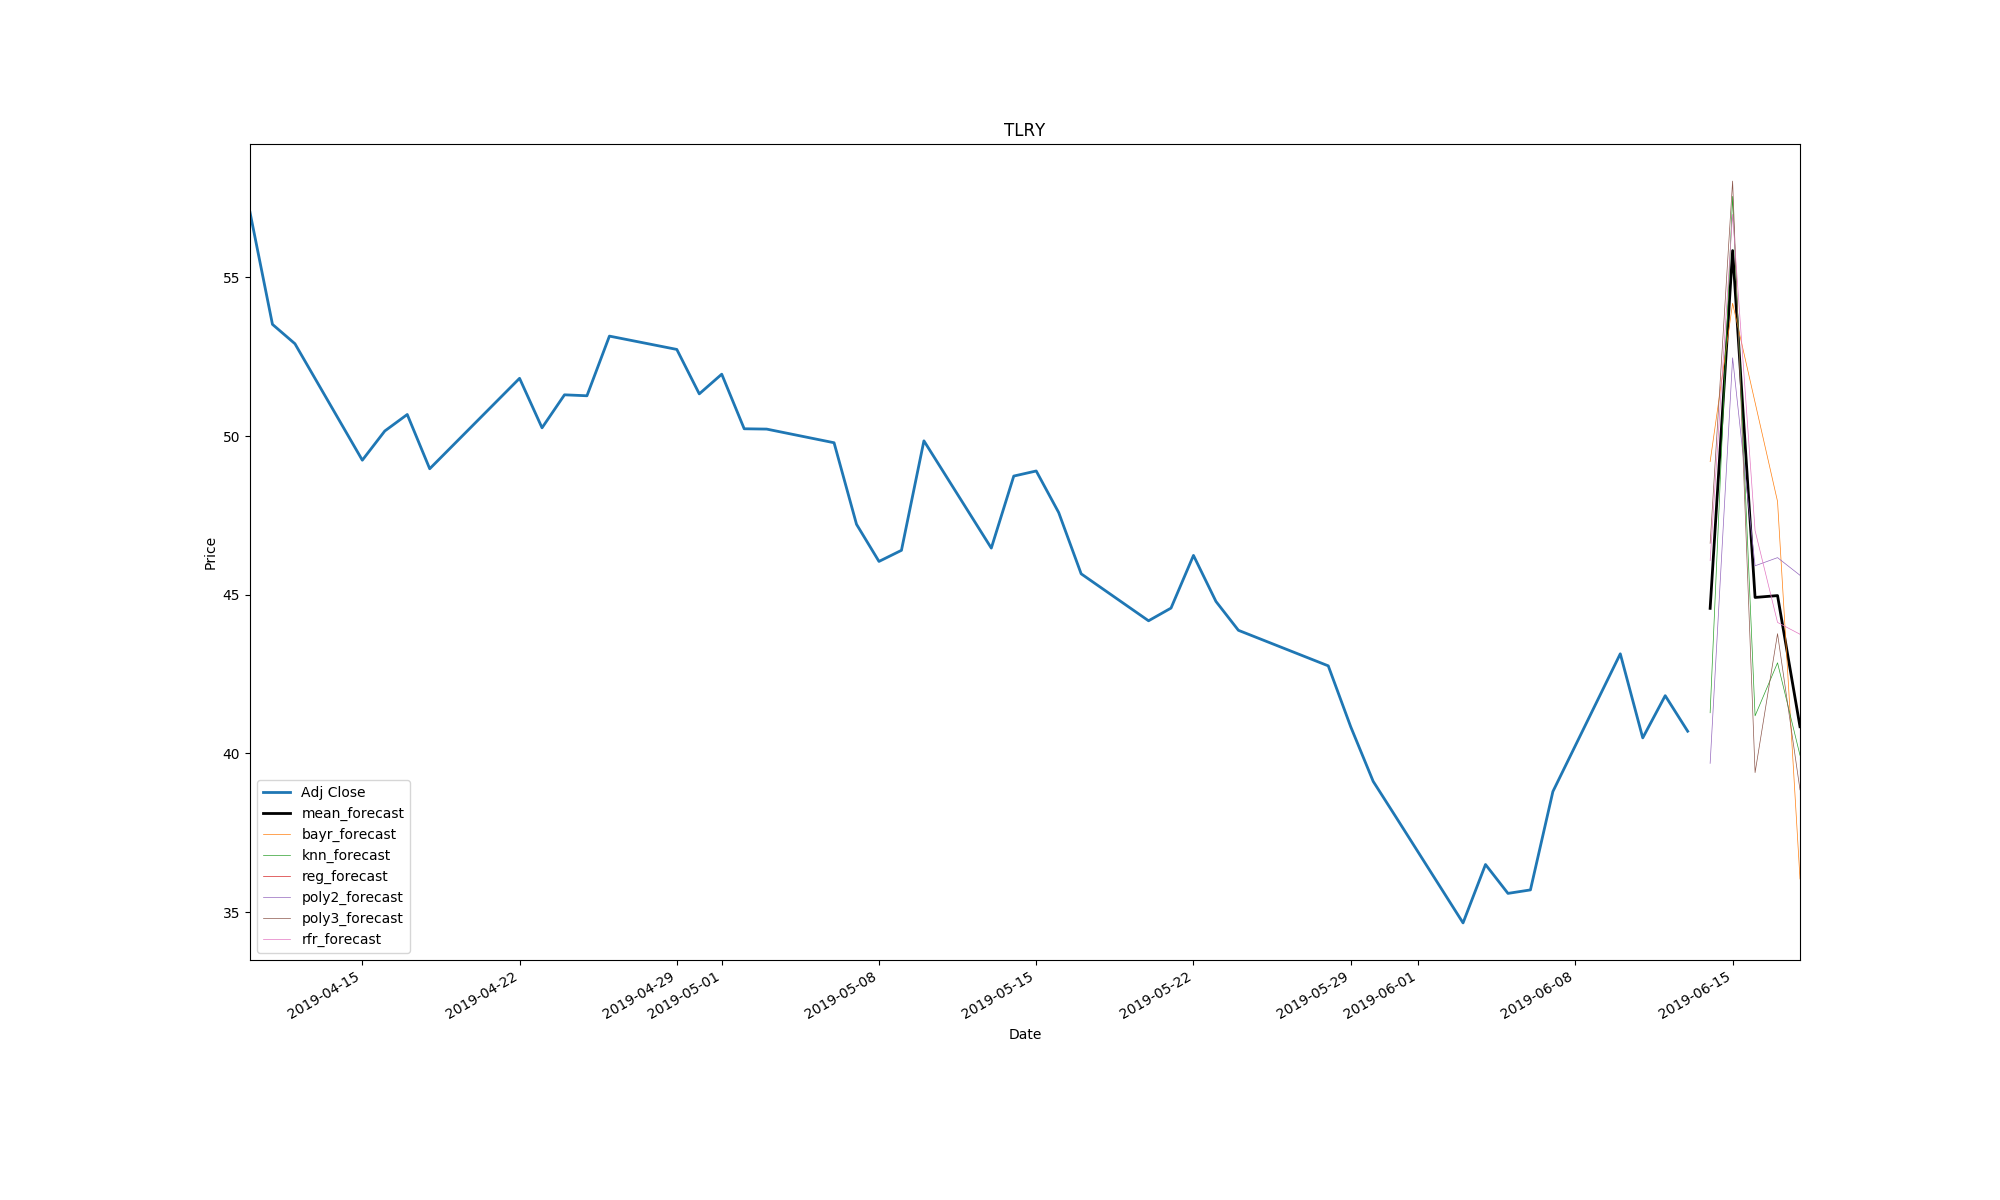 TLRY
Price
55
50
45
40
35
Adj Close
mean_forecast
bayr_forecast
knn_forecast
reg_forecast
poly2_forecast
poly3_forecast
rfr_forecast
2019-04-15
2019-04-22
2019-04-29
2019-05-01
2019-05-08
2019-05-15
2019-05-22
2019-05-29
2019-06-01
2019-06-08
2019-06-15
Date